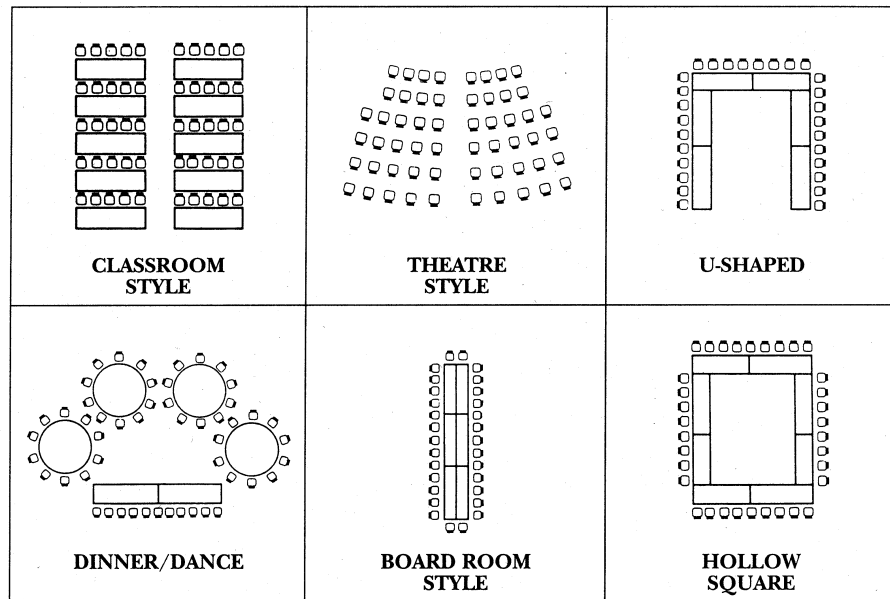 CLASSROOM
STYLE
THEATRE
STYLE
U-SHAPED
DINNER/DANCE
BOARD ROOM
STYLE
HOLLOW
SQUARE